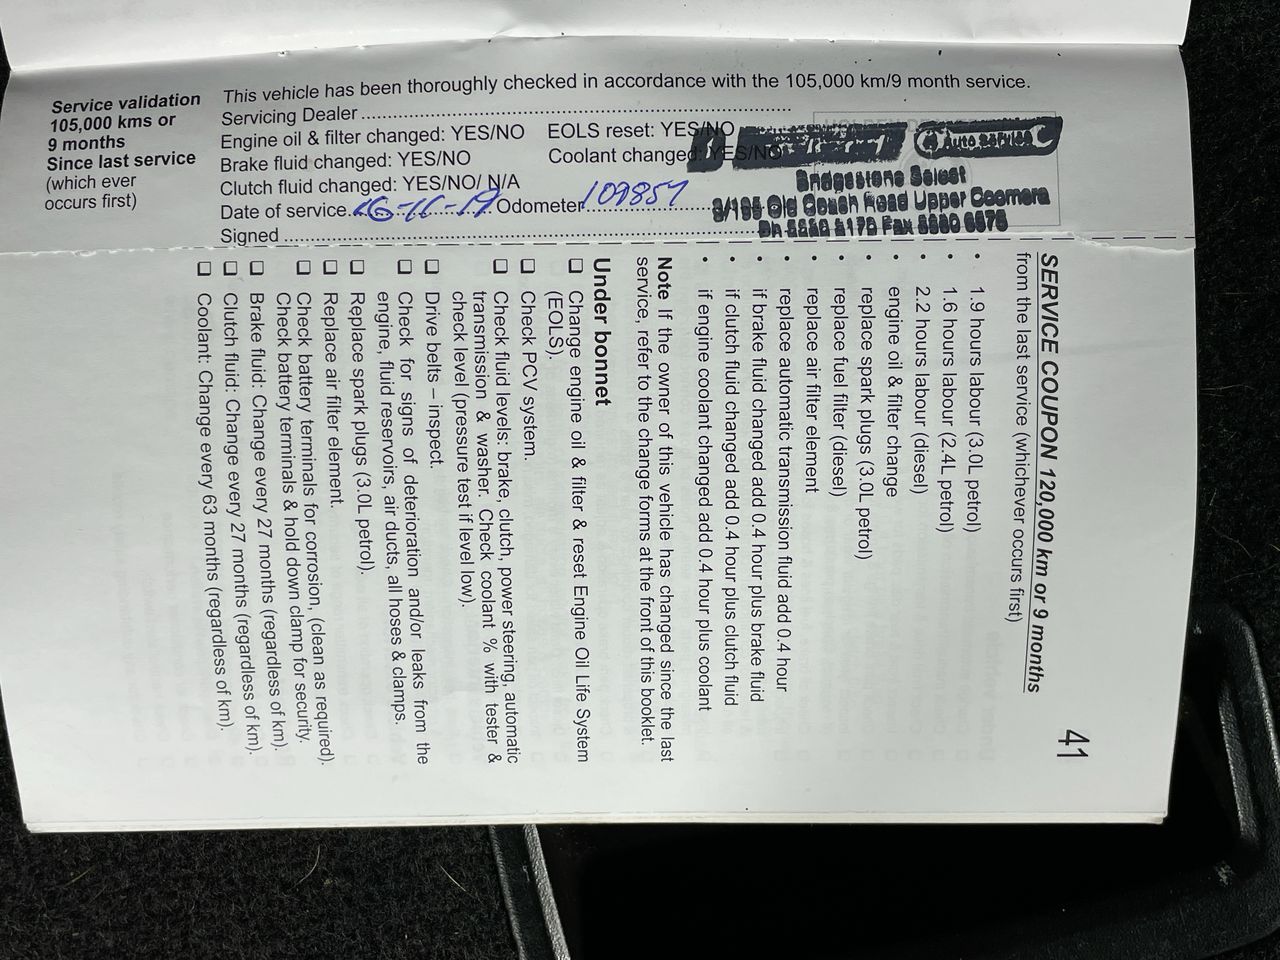 Service validation
105,000 kms or
9 months
Since last service
(which ever
occurs first)
This vehicle has been thoroughly checked in accordance with the 105,000 km/9 month service.
Servicing Dealer
Engine oil & filter changed: YES/NO EOLS reset: YES/NO
Brake fluid changed: YES/NO Coolant changed: YES/NO
Clutch fluid changed: YES/NO/ N/A
Date of service Odometer 109857
Signed
Auto service
Bridgestone Select
Old Coach Road Upper Coomera
41
SERVICE COUPON 120,000 km or 9 months
from the last service (whichever occurs first)
• 1.9 hours labour (3.0L petrol)
• 1.6 hours labour (2.4L petrol)
• 2.2 hours labour (diesel)
• engine oil & filter change
• replace spark plugs (3.0L petrol)
• replace fuel filter (diesel)
• replace air filter element
• replace automatic transmission fluid add 0.4 hour
• if brake fluid changed add 0.4 hour plus brake fluid
• if clutch fluid changed add 0.4 hour plus clutch fluid
• if engine coolant changed add 0.4 hour plus coolant
Note If the owner of this vehicle has changed since the last
service, refer to the change forms at the front of this booklet.
Under bonnet
❑ Change engine oil & filter & reset Engine Oil Life System
(EOLS).
❑ Check PCV system.
❑ Check fluid levels: brake, clutch, power steering, automatic
transmission & washer. Check coolant % with tester &
check level (pressure test if level low).
❑ Drive belts – inspect.
❑ Check for signs of deterioration and/or leaks from the
engine, fluid reservoirs, air ducts, all hoses & clamps.
❑ Replace spark plugs (3.0L petrol).
❑ Replace air filter element.
❑ Check battery terminals for corrosion, (clean as required).
Check battery terminals & hold down clamp for security.
❑ Brake fluid: Change every 27 months (regardless of km).
❑ Clutch fluid: Change every 27 months (regardless of km).
❑ Coolant: Change every 63 months (regardless of km).